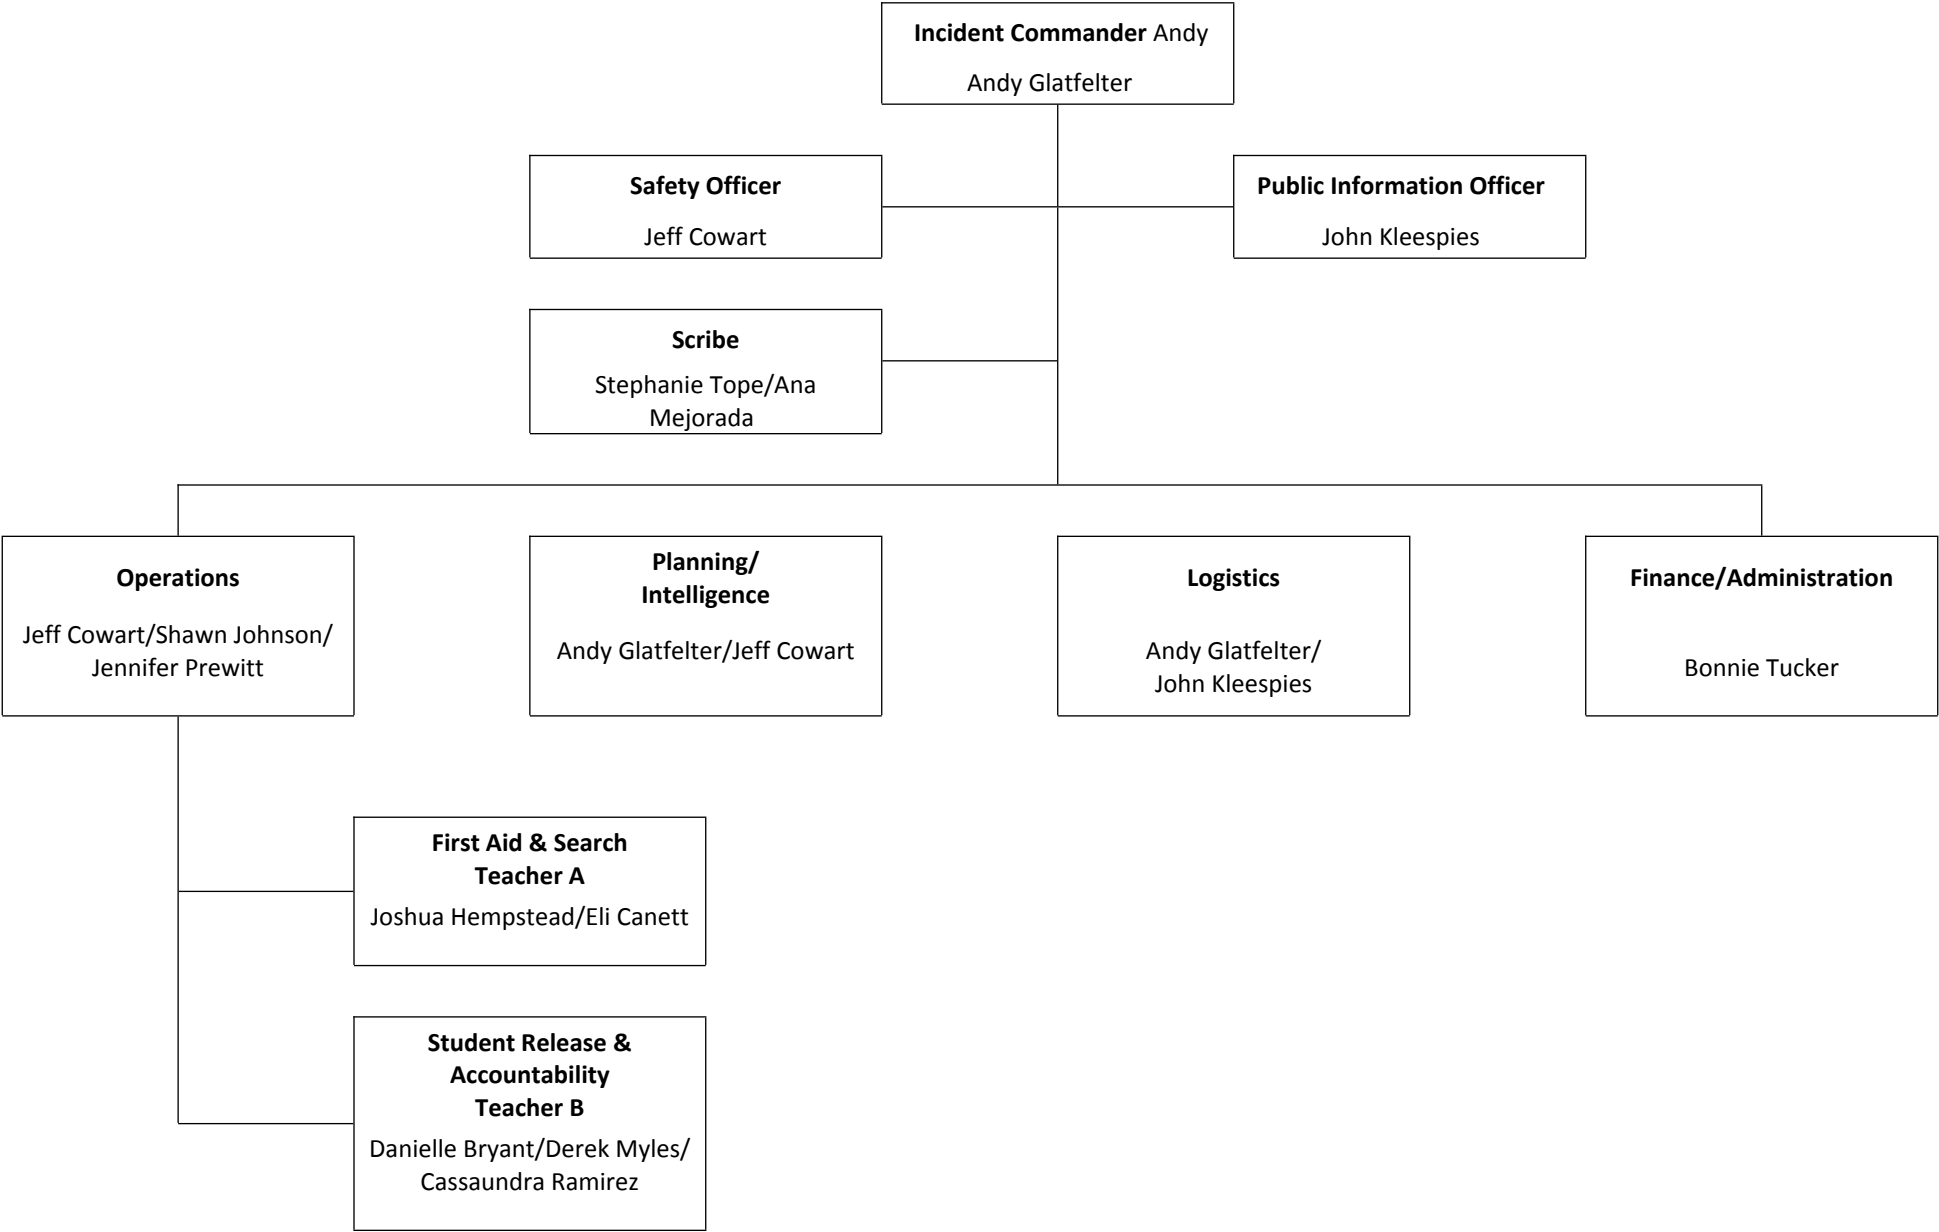 Incident Commander Andy
Andy Glatfelter
Safety Officer
Jeff Cowart
Public Information Officer
John Kleespies
Scribe
Stephanie Tope/Ana
Mejorada
Operations
Jeff Cowart/Shawn Johnson/
Jennifer Prewitt
Planning/
Intelligence
Andy Glatfelter/Jeff Cowart
Logistics
Andy Glatfelter/
John Kleespies
Finance/Administration
Bonnie Tucker
First Aid & Search
Teacher A
Joshua Hempstead/Eli Canett
Student Release &
Accountability
Teacher B
Danielle Bryant/Derek Myles/
Cassaundra Ramirez